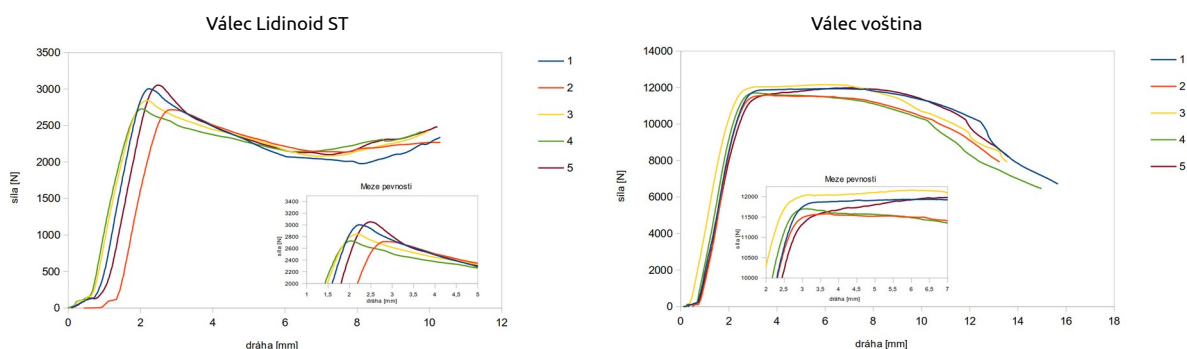 Válec Lidinoid ST
3500
3000
2500
2000
1500
1000
500
0
síla [N]
0 2 4 6 8 10 12
dráha [mm]
1
2
3
4
5
Meze pevnosti
3400
3200
3000
2800
2600
2400
2200
2000
síla [N]
1 1,5 2 2,5 3 3,5 4 4,5 5
dráha [mm]
Válec voština
14000
12000
10000
8000
6000
4000
2000
0
síla [N]
0 2 4 6 8 10 12 14 16 18
dráha [mm]
1
2
3
4
5
Meze pevnosti
12000
11500
11000
10500
10000
síla [N]
2 2,5 3 3,5 4 4,5 5 5,5 6 6,5 7
dráha [mm]